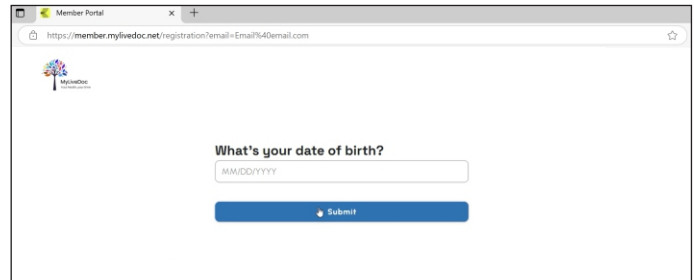 Member Portal
https://member.mylivedoc.net/registration?email=Email%40email.com
MyLiveDoc
What's your date of birth?
MM/DD/YYYY
Submit